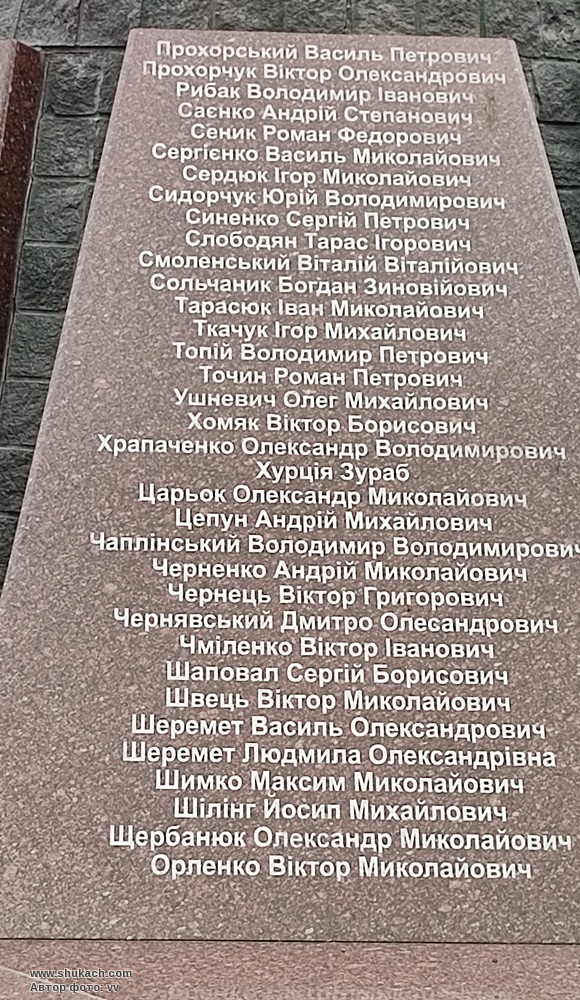 Прохорський Василь Петрович
Прохорчук Віктор Олександрович
Рибак Володимир Іванович
Саєнко Андрій Степанович
Сеник Роман Федорович
Сергієнко Василь Миколайович
Сердюк Ігор Миколайович
Сидорчук Юрій Володимирович
Синенко Сергій Петрович
Слободян Тарас Ігорович
Смоленський Віталій Віталійович
Сольчаник Богдан Зиновійович
Тарасюк Іван Миколайович
Ткачук Ігор Михайлович
Топій Володимир Петрович
Точин Роман Петрович
Ушневич Олег Михайлович
Хомяк Віктор Борисович
Храпаченко Олександр Володимирович
Хурція Зураб
Царьок Олександр Миколайович
Цепун Андрій Михайлович
Чаплінський Володимир Володимирович
Черненко Андрій Миколайович
Чернець Віктор Григорович
Чернявський Дмитро Олесандрович
Чміленко Віктор Іванович
Шаповал Сергій Борисович
Швець Віктор Миколайович
Шеремет Василь Олександрович
Шеремет Людмила Олександрівна
Шимко Максим Миколайович
Шілінг Йосип Михайлович
Щербанюк Олександр Миколайович
Орленко Віктор Миколайович
www.shukach.com
Автор фото: vv